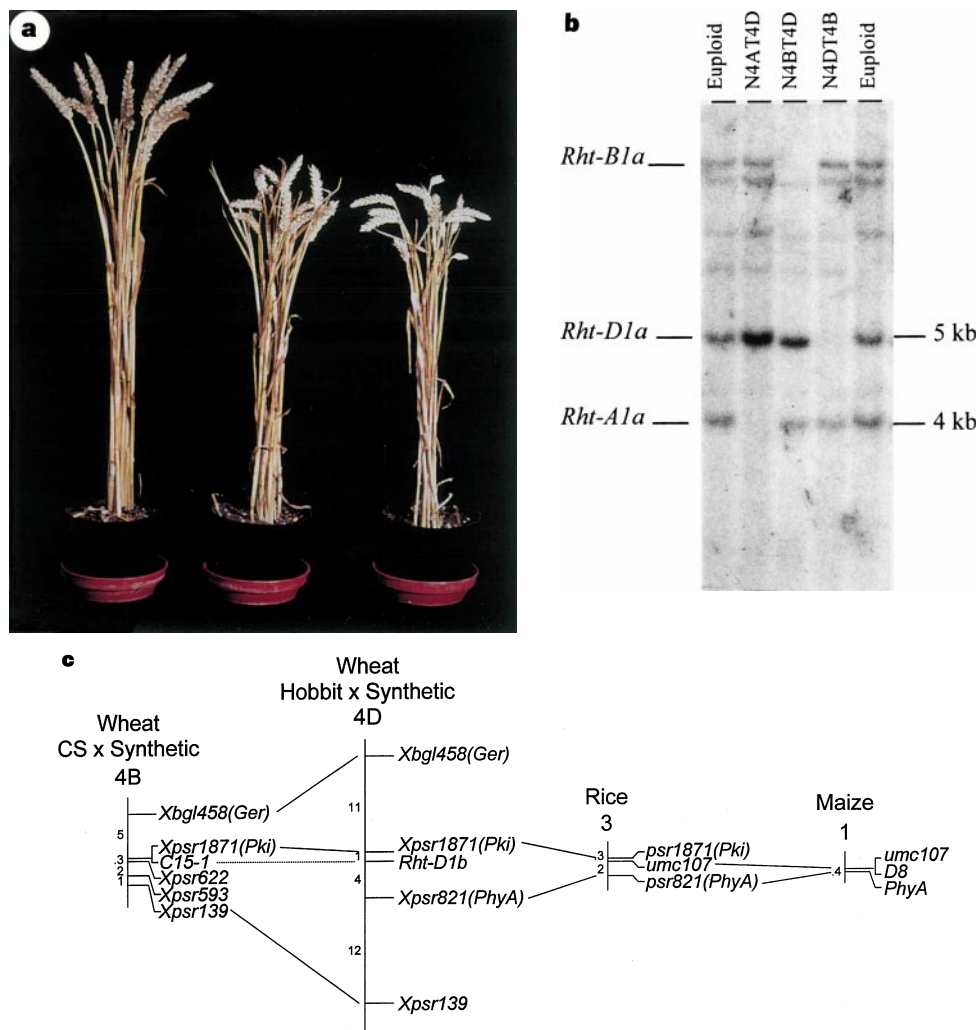 a
b
Euploid
N4AT4D
N4BT4D
N4DT4B
Euploid
Rht-B1a
Rht-D1a
5 kb
Rht-A1a
4 kb
c
Wheat
CS x Synthetic
4B
Xbgl458(Ger)
5
Xpsr1871(Pki)
.3
C15-1
2
Xpsr622
1
Xpsr593
Xpsr139
Wheat
Hobbit x Synthetic
4D
Xbgl458(Ger)
11
Xpsr1871(Pki)
1
Rht-D1b
4
Xpsr821(PhyA)
12
Xpsr139
Rice
3
psr1871(Pki)
3
umc107
2
psr821(PhyA)
Maize
1
umc107
.4
D8
PhyA